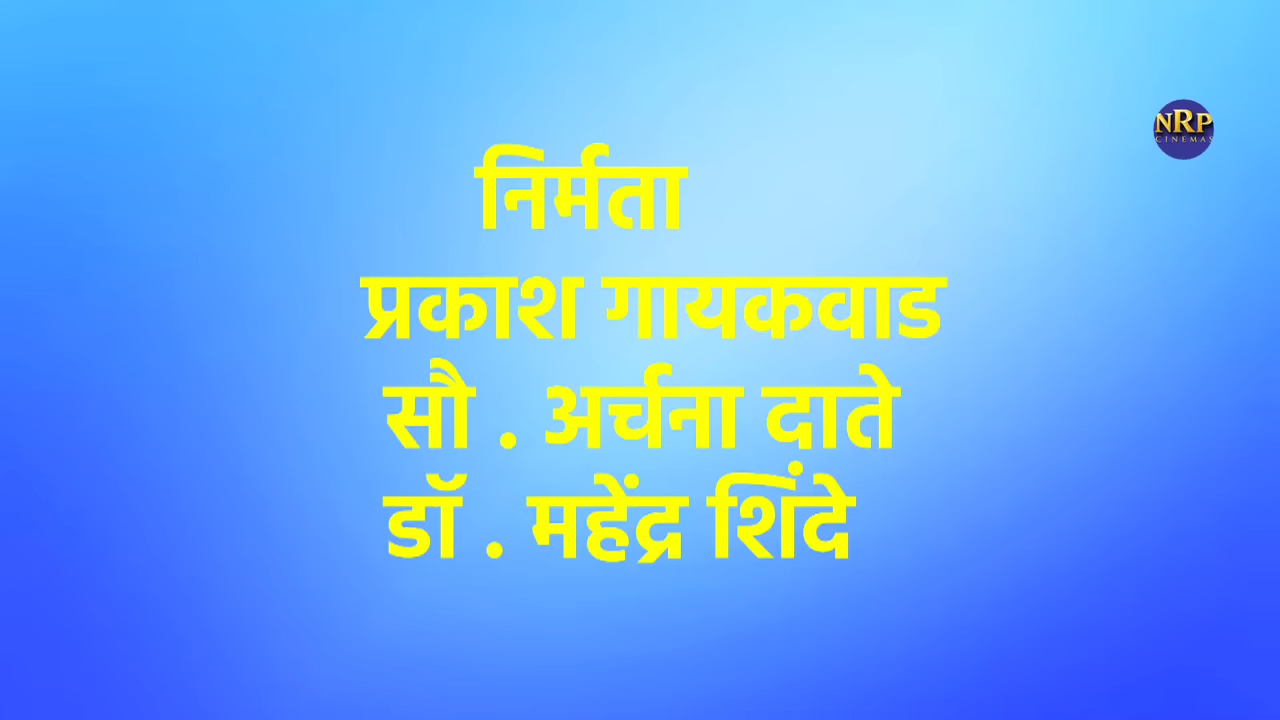 NRP
CINEMAS
निर्मता
प्रकाश गायकवाड
सौ . अर्चना दाते
डॉ . महेंद्र शिंदे